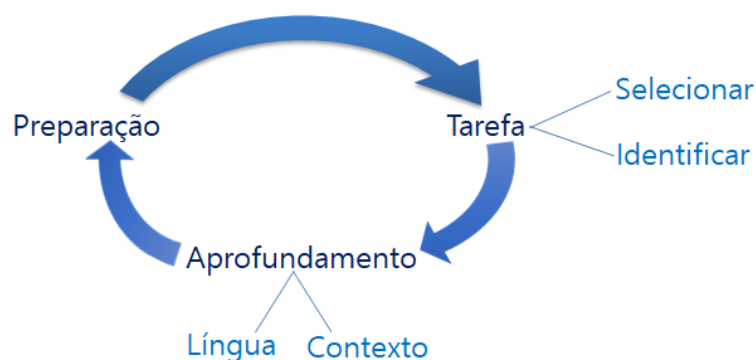 Selecionar
Preparação
Tarefa
Identificar
Aprofundamento
Língua
Contexto